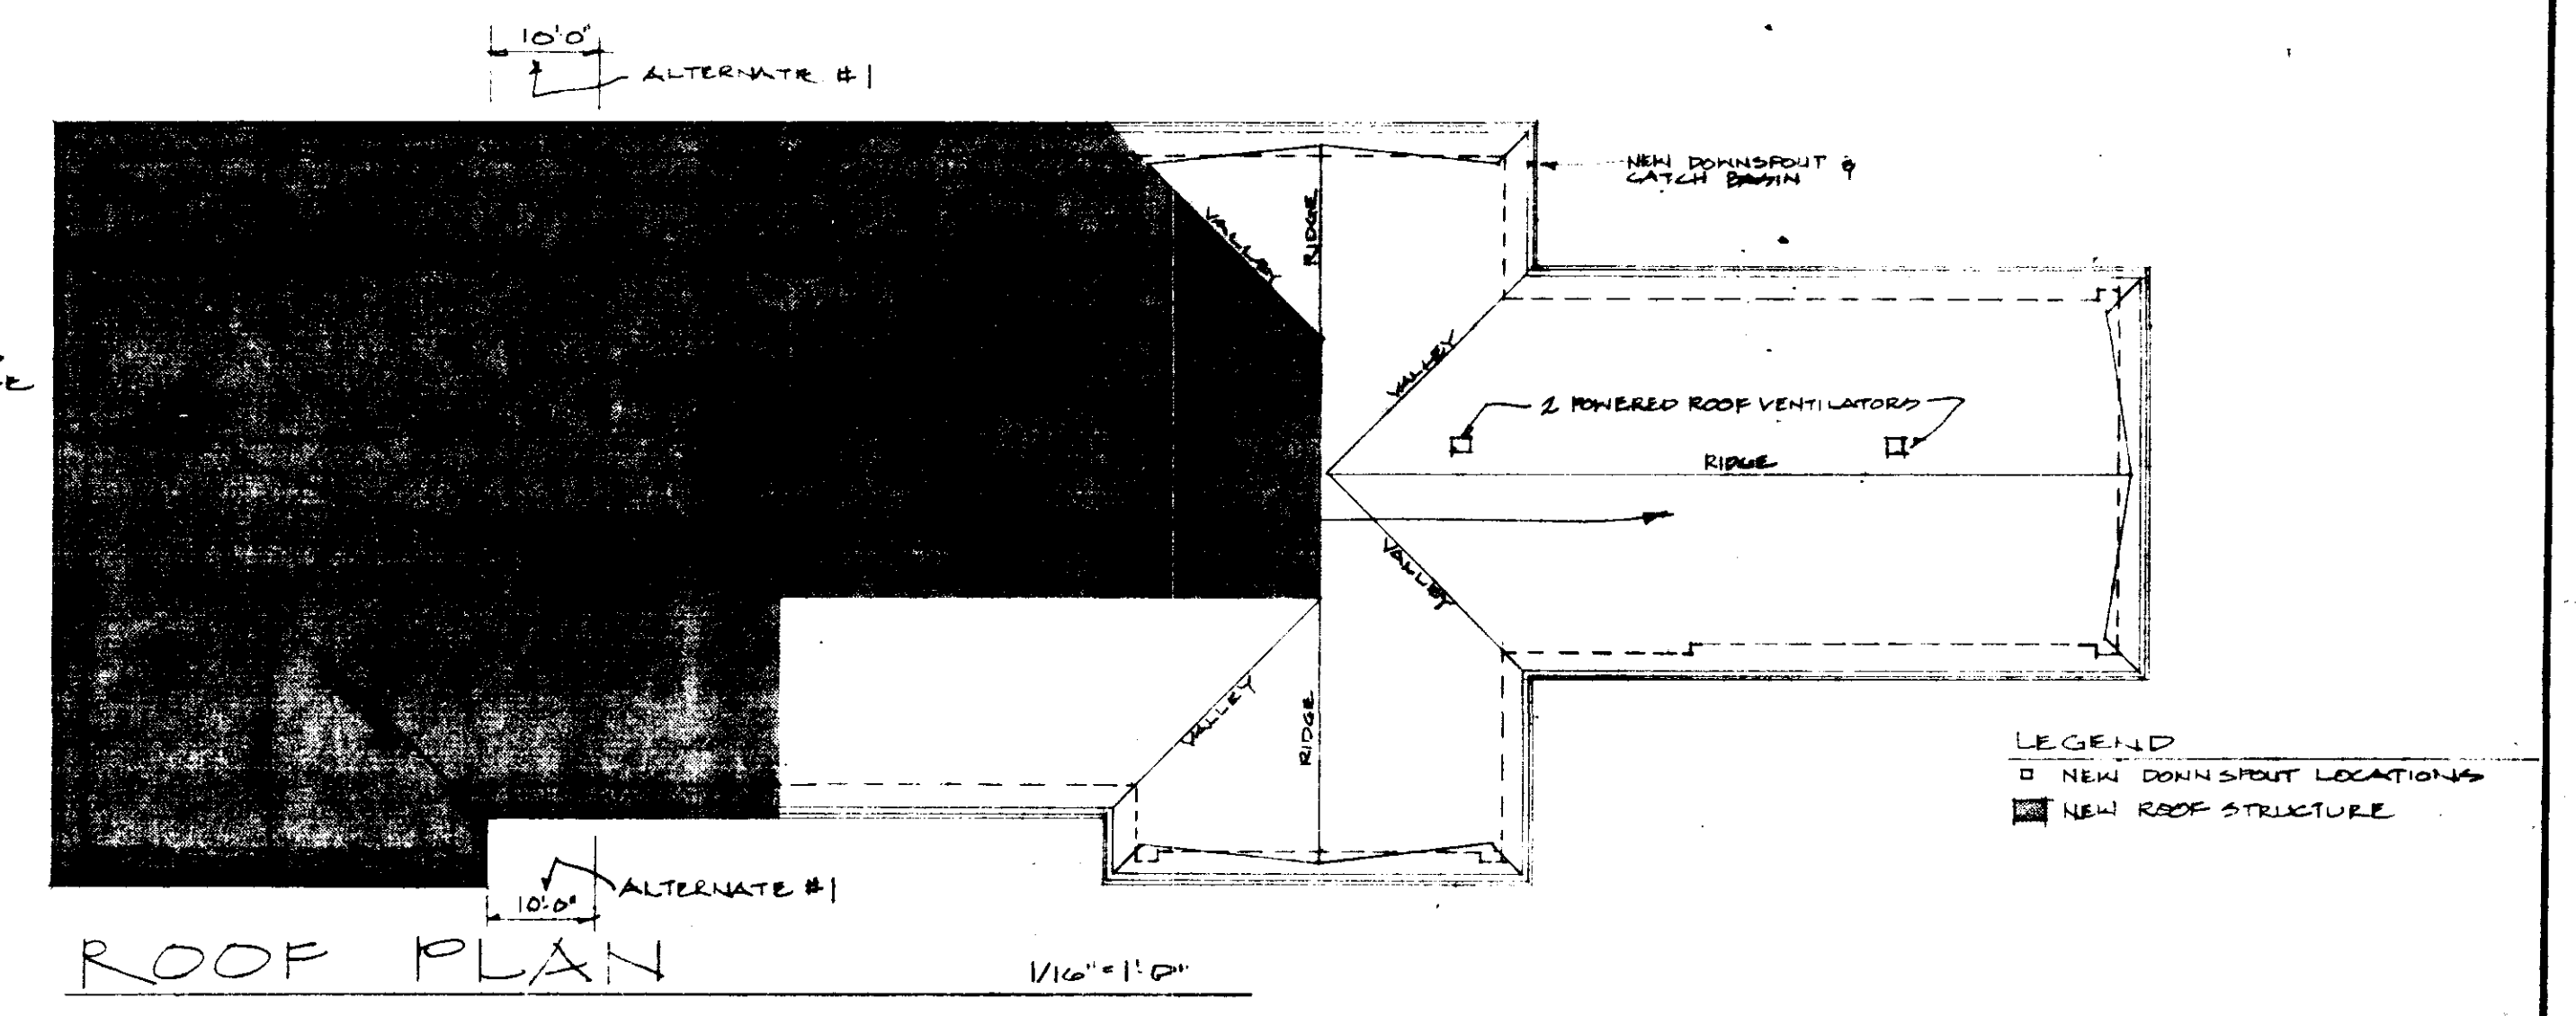 10'0"
ALTERNATE #1
NEW DOWNSPOUT &
CATCH BASIN
VALLEY
RIDGE
VALLEY
2 POWERED ROOF VENTILATORS
RIDGE
VALLEY
VALLEY
RIDGE
LEGEND
NEW DOWNSPOUT LOCATIONS
NEW ROOF STRUCTURE
ALTERNATE #1
10'0"
ROOF PLAN
1/16"=1'0"